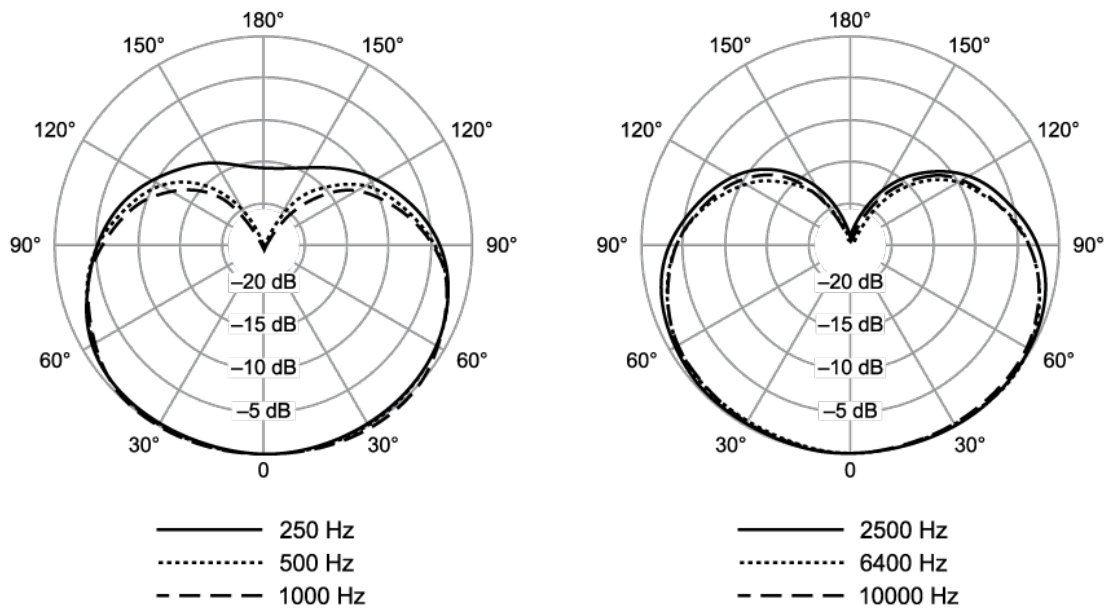 180° 180°
150° 150° 150° 150°
120° 120° 120° 120°
90° 90° 90° 90°
–20 dB –20 dB
–15 dB –15 dB
60° 60° 60° 60°
–10 dB –10 dB
–5 dB –5 dB
30° 30° 30° 30°
0 0
250 Hz 2500 Hz
500 Hz 6400 Hz
1000 Hz 10000 Hz